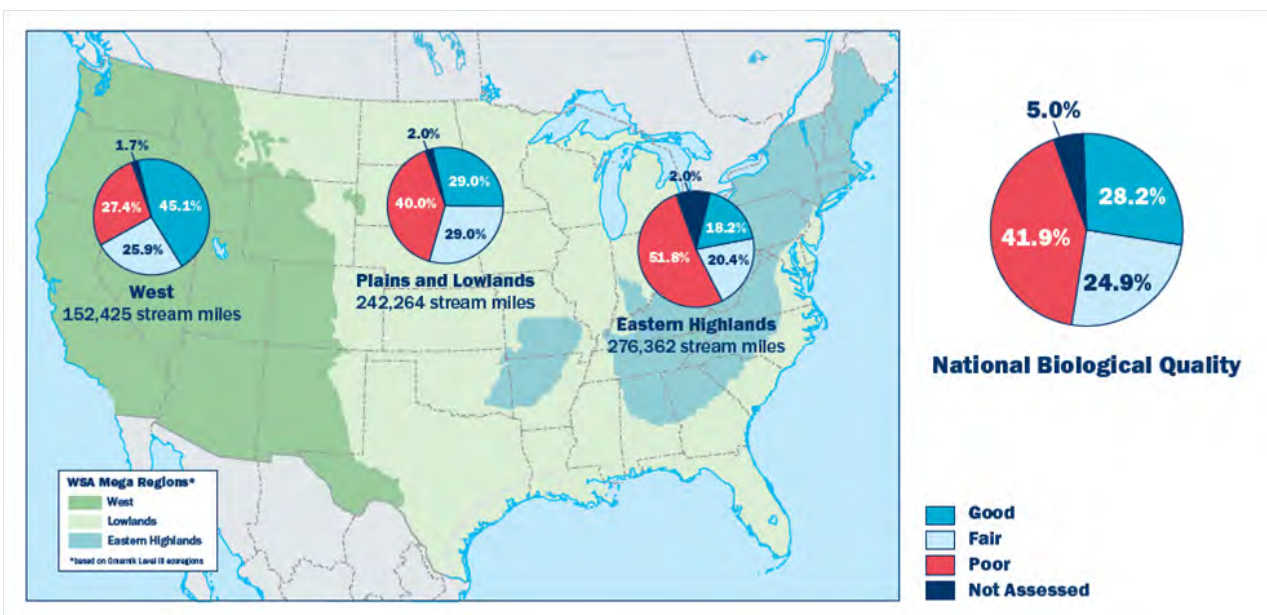 1.7%
45.1%
27.4%
25.9%
West
152,425 stream miles
2.0%
29.0%
40.0%
29.0%
Plains and Lowlands
242,264 stream miles
2.0%
18.2%
51.8%
20.4%
Eastern Highlands
276,362 stream miles
WSA Mega Regions*
West
Lowlands
Eastern Highlands
*based on Omernik Level III ecoregions
5.0%
28.2%
41.9%
24.9%
National Biological Quality
Good
Fair
Poor
Not Assessed